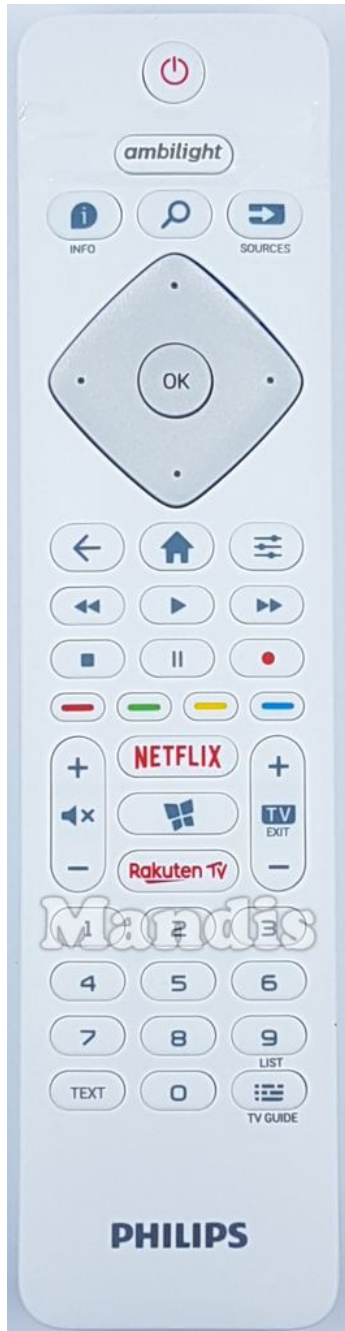 ambilight
INFO
SOURCES
OK
NETFLIX
TV
EXIT
Rakuten TV
Mandis
1 2 3
4 5 6
7 8 9
LIST
TEXT 0
TV GUIDE
PHILIPS